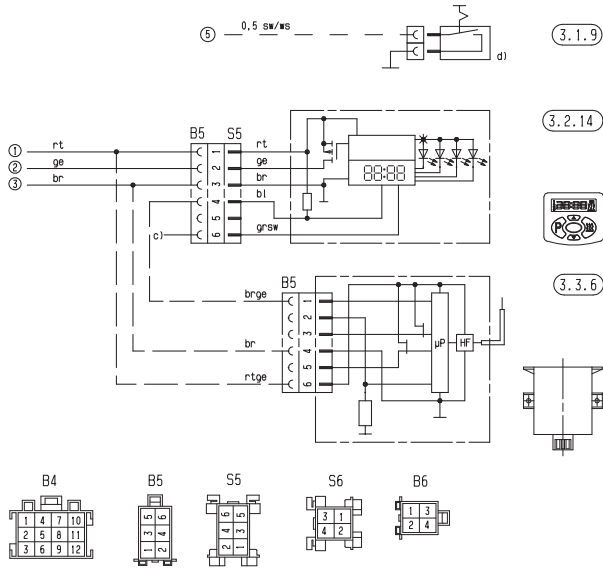 5
0,5 sw/ws
d)
3.1.9
3.2.14
B5
S5
1
rt
1
rt
2
ge
2
ge
3
br
3
br
4
bl
5
c)
6
grsw
88:88
P
3.3.6
B5
brge
1
2
3
br
4
5
rtge
6
µP
HF
B4
B5
S5
S6
B6
1 4 7 10
2 5 8 11
3 6 9 12
5 6
3 4
1 2
6 5
4 3
2 1
3 1
4 2
1 3
2 4